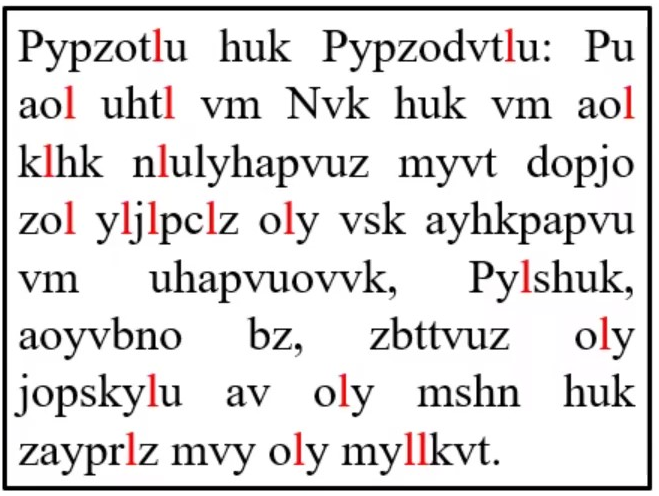 Pypzotlu huk Pypzodvtlu: Pu
aol uhtl vm Nvk huk vm aol
klhk nlulyhapvuz myvt dopjo
zol yljlpclz oly vsk ayhkpapvu
vm uhapvuovvk, Pylshuk,
aoyvbno bz, zbttvuz oly
jopskylu av oly mshn huk
zayprlz mvy oly myllkvt.